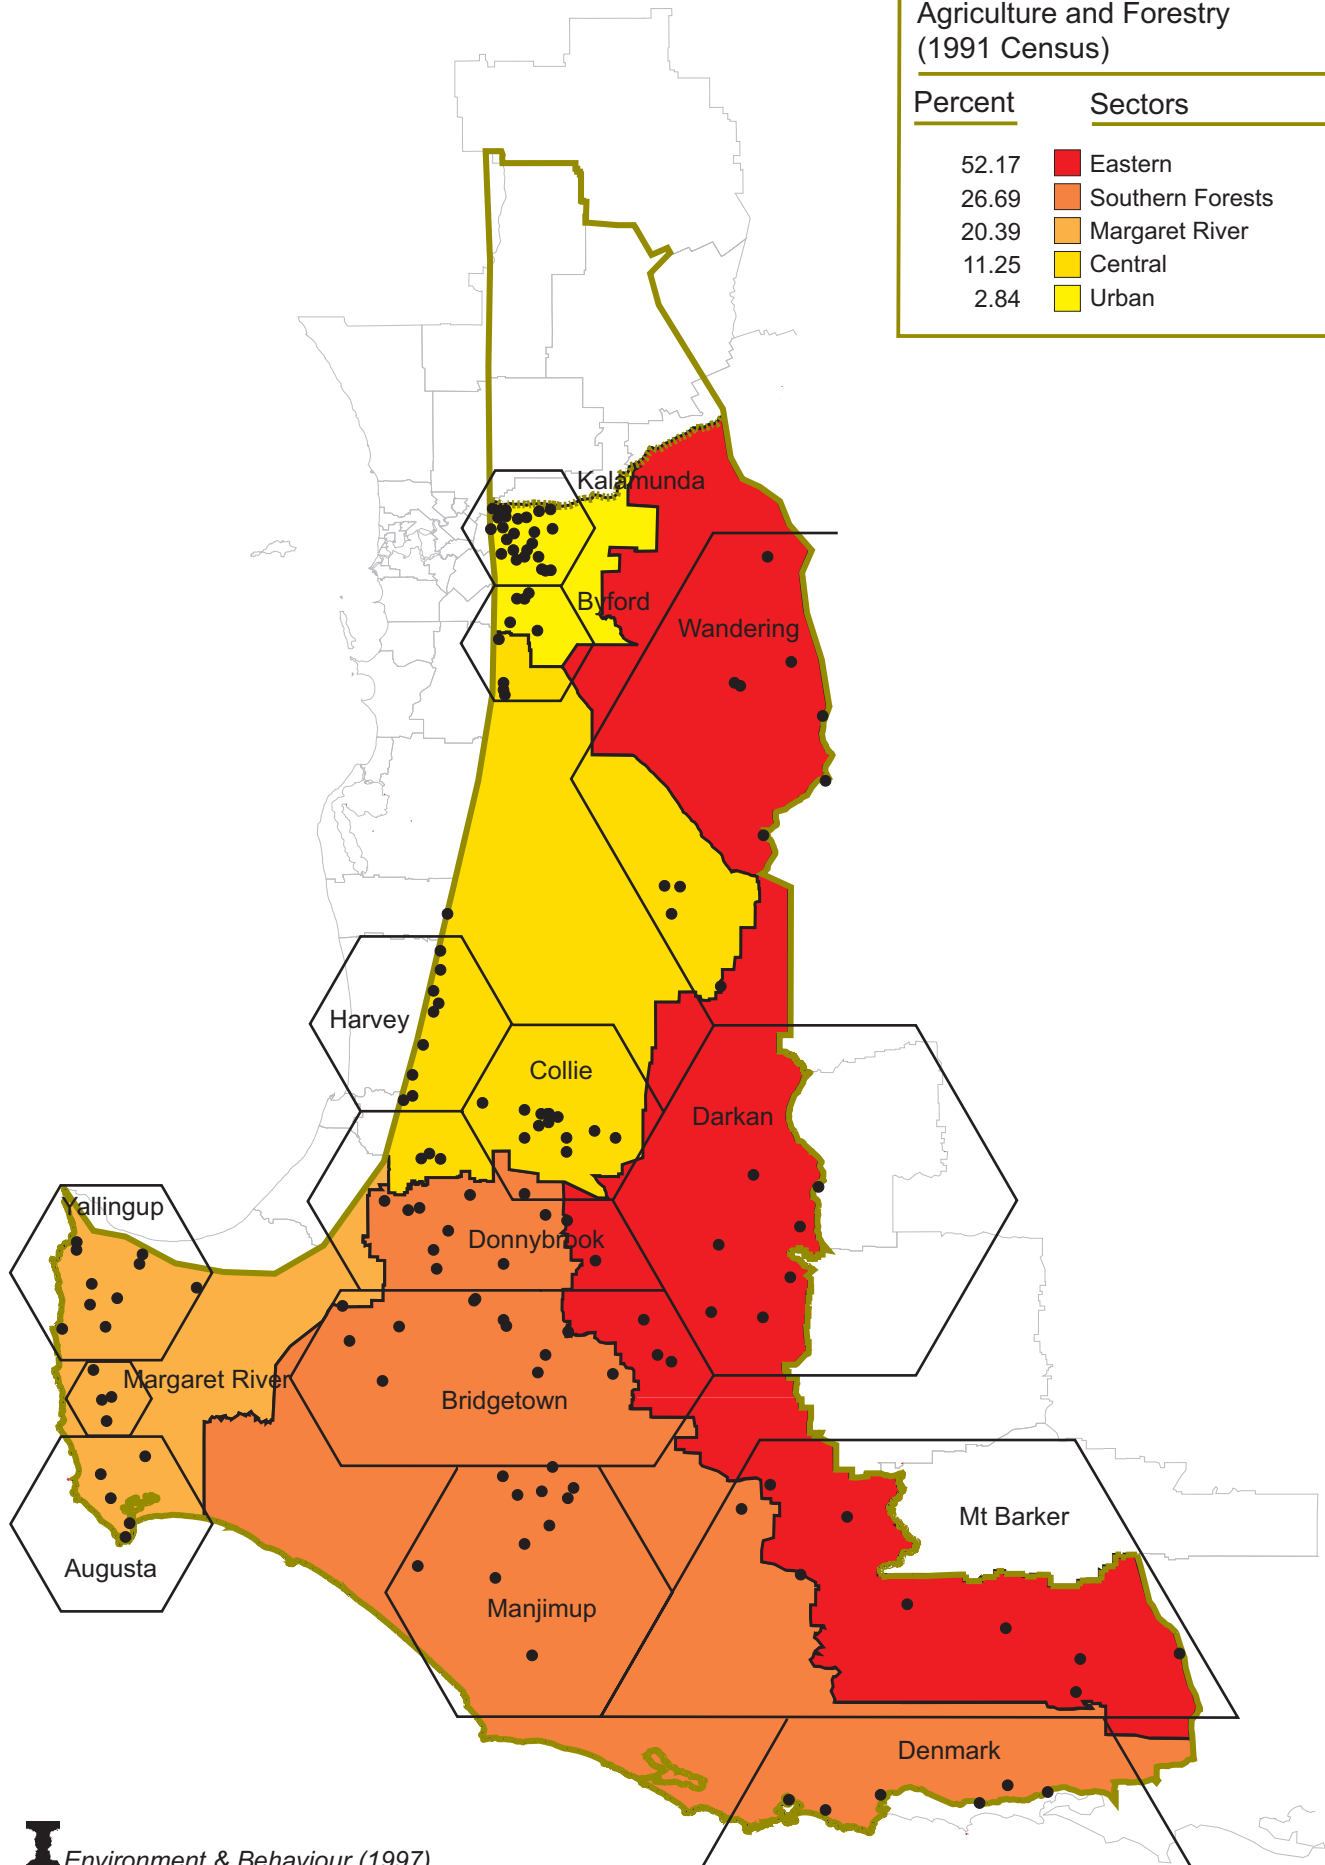 Agriculture and Forestry
(1991 Census)
Percent Sectors
52.17 Eastern
26.69 Southern Forests
20.39 Margaret River
11.25 Central
2.84 Urban
Kalamunda
Byford
Wandering
Harvey
Collie
Darkan
Yallingup
Donnybrook
Margaret River
Bridgetown
Mt Barker
Augusta
Manjimup
Denmark
Environment & Behaviour (1997)